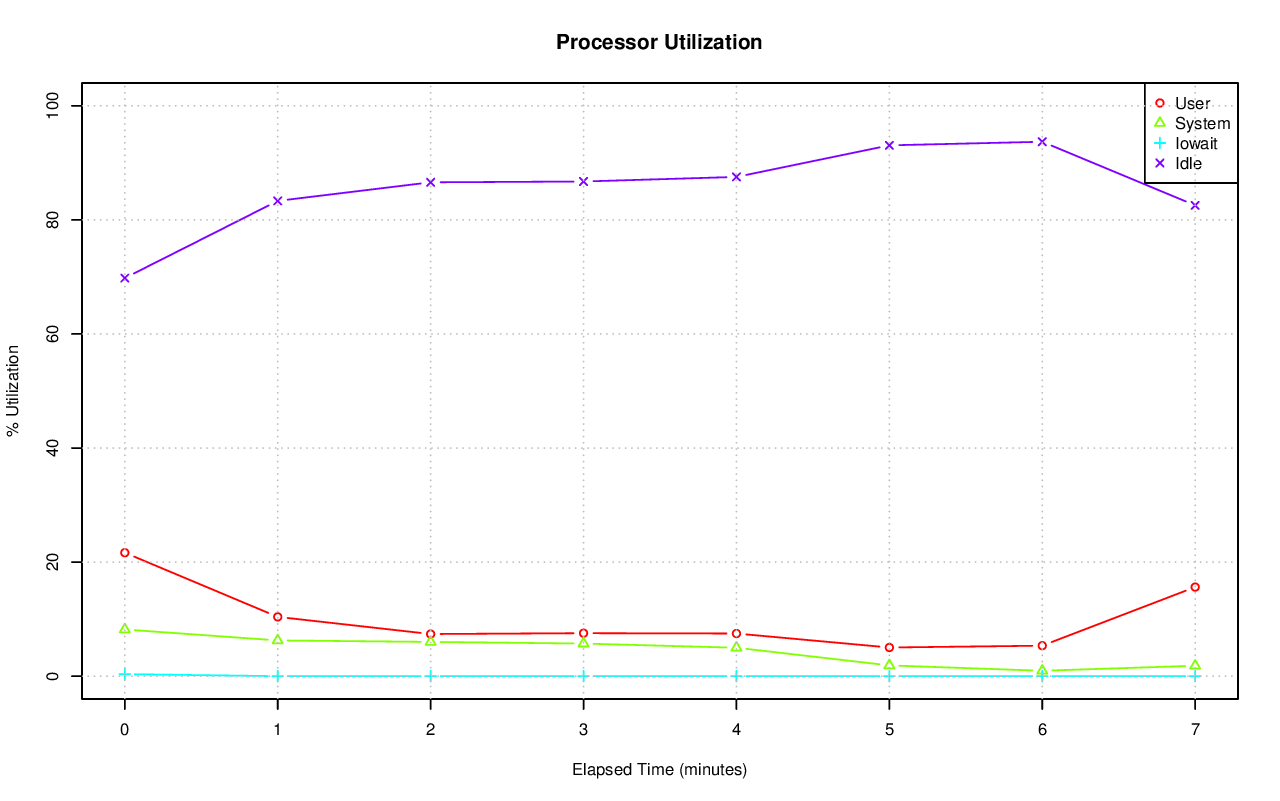 Processor Utilization
User
System
Iowait
Idle
100
80
60
40
20
0
% Utilization
0 1 2 3 4 5 6 7
Elapsed Time (minutes)